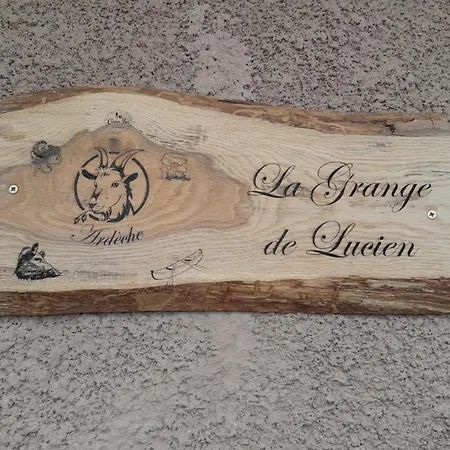 Ardèche
La Grange
de Lucien